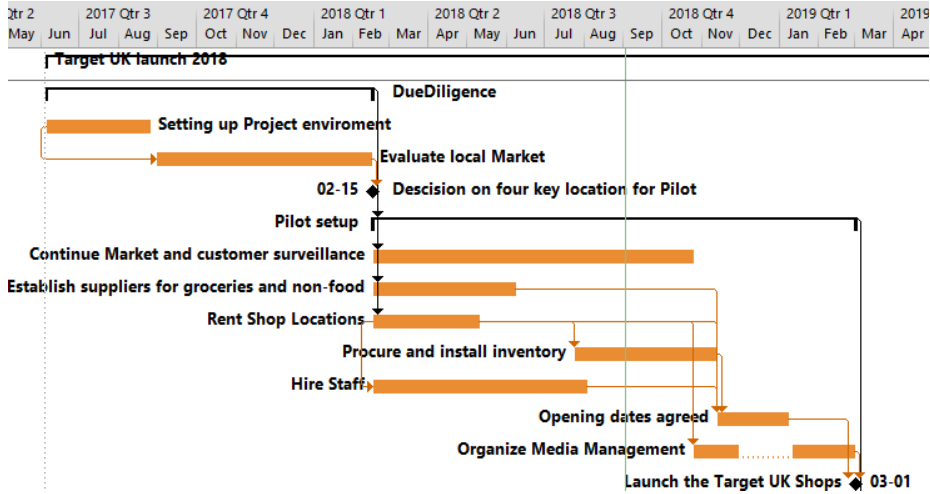 Qtr 2 2017 Qtr 3 2017 Qtr 4 2018 Qtr 1 2018 Qtr 2 2018 Qtr 3 2018 Qtr 4 2019 Qtr 1 2019
May Jun Jul Aug Sep Oct Nov Dec Jan Feb Mar Apr May Jun Jul Aug Sep Oct Nov Dec Jan Feb Mar Apr
Target UK launch 2018
DueDiligence
Setting up Project enviroment
Evaluate local Market
02-15 Descision on four key location for Pilot
Pilot setup
Continue Market and customer surveillance
Establish suppliers for groceries and non-food
Rent Shop Locations
Procure and install inventory
Hire Staff
Opening dates agreed
Organize Media Management
Launch the Target UK Shops 03-01